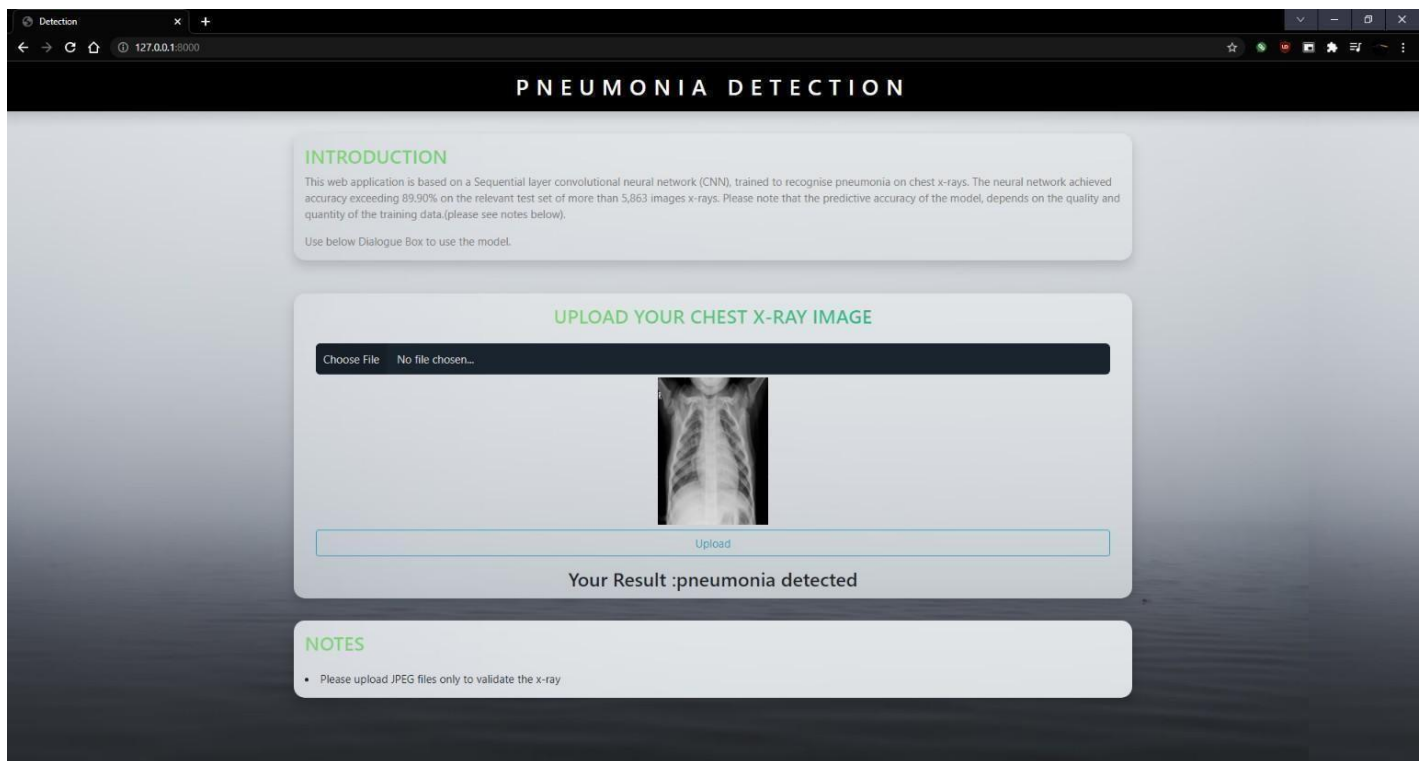 Detection
127.0.0.1:8000
PNEUMONIA DETECTION
INTRODUCTION
This web application is based on a Sequential layer convolutional neural network (CNN), trained to recognise pneumonia on chest x-rays. The neural network achieved
accuracy exceeding 89.90% on the relevant test set of more than 5,863 images x-rays. Please note that the predictive accuracy of the model, depends on the quality and
quantity of the training data.(please see notes below).
Use below Dialogue Box to use the model.
UPLOAD YOUR CHEST X-RAY IMAGE
Choose File No file chosen...
Upload
Your Result :pneumonia detected
NOTES
• Please upload JPEG files only to validate the x-ray